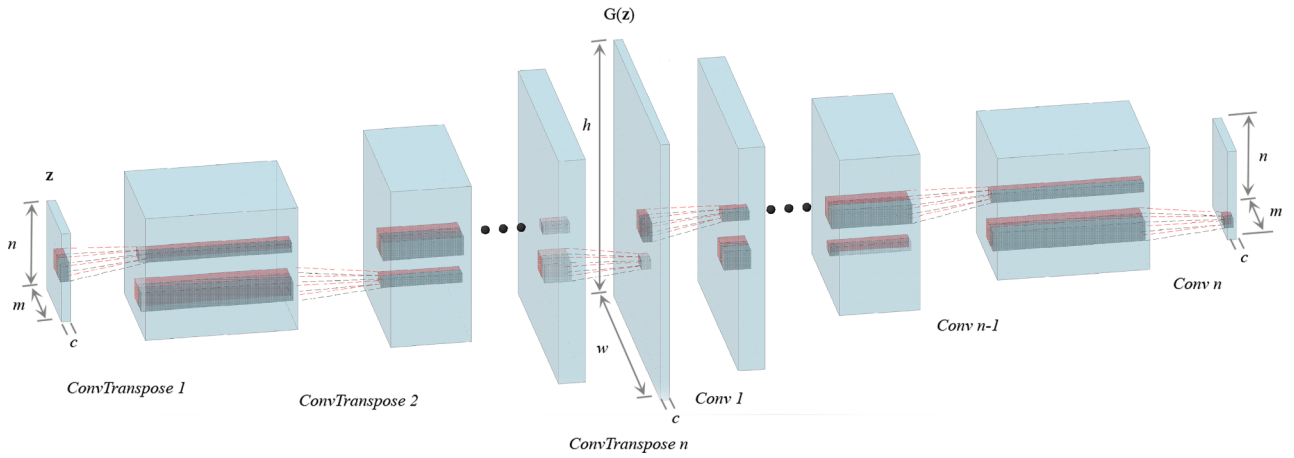 G(z)
h
z
n
m
c
ConvTranspose 1
ConvTranspose 2
w
c
ConvTranspose n
Conv 1
Conv n-1
n
m
c
Conv n